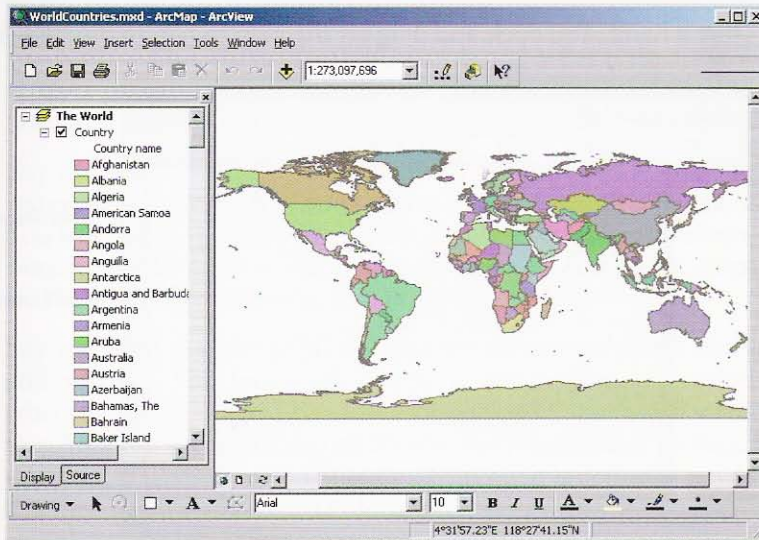 WorldCountries.mxd - ArcMap - ArcView
File Edit View Insert Selection Tools Window Help
1:273,097,696
The World
Country
Country name
Afghanistan
Albania
Algeria
American Samoa
Andorra
Angola
Anguilla
Antarctica
Antigua and Barbuda
Argentina
Armenia
Aruba
Australia
Austria
Azerbaijan
Bahamas, The
Bahrain
Baker Island
Display Source
Drawing A Arial 10 B I U A
4°31'57.23"E 118°27'41.15"N